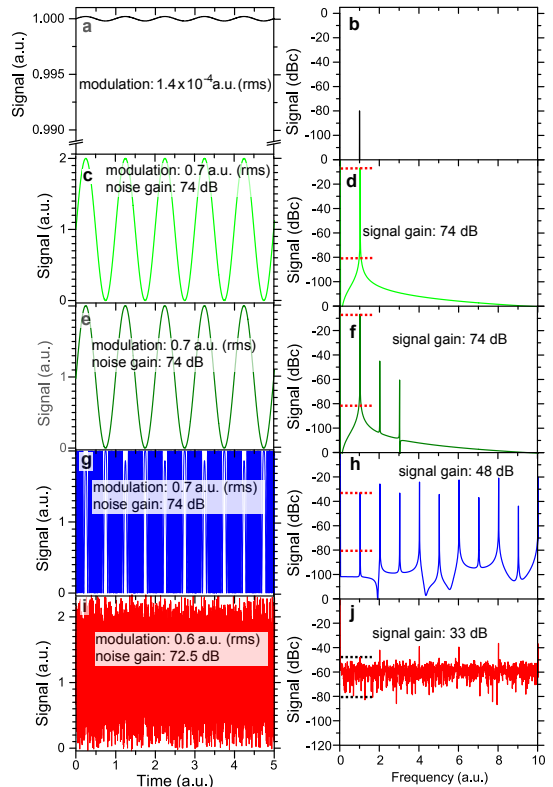 a
1.000
0.995
0.990
Signal (a.u.)
modulation: 1.4x10⁻⁴a.u.(rms)
b
0
-20
-40
-60
-80
-100
Signal (dBc)
c
2
1
0
Signal (a.u.)
modulation: 0.7 a.u. (rms)
noise gain: 74 dB
d
-20
-40
-60
-80
-100
Signal (dBc)
signal gain: 74 dB
e
1
0
Signal (a.u.)
modulation: 0.7 a.u. (rms)
noise gain: 74 dB
f
-20
-40
-60
-80
-100
Signal (dBc)
signal gain: 74 dB
g
1
0
Signal (a.u.)
modulation: 0.7 a.u. (rms)
noise gain: 74 dB
h
-20
-40
-60
-80
-100
Signal (dBc)
signal gain: 48 dB
i
2
1
0
Signal (a.u.)
modulation: 0.6 a.u. (rms)
noise gain: 72.5 dB
0 1 2 3 4 5
Time (a.u.)
j
-20
-40
-60
-80
-100
-120
Signal (dBc)
signal gain: 33 dB
0 2 4 6 8 10
Frequency (a.u.)